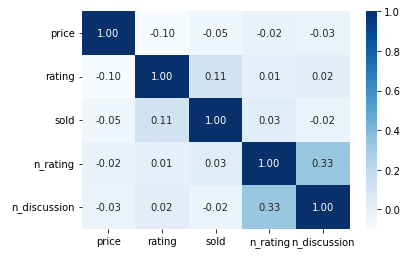 price 1.00 -0.10 -0.05 -0.02 -0.03
rating -0.10 1.00 0.11 0.01 0.02
sold -0.05 0.11 1.00 0.03 -0.02
n_rating -0.02 0.01 0.03 1.00 0.33
n_discussion -0.03 0.02 -0.02 0.33 1.00
price rating sold n_rating n_discussion
1.0
0.8
0.6
0.4
0.2
0.0